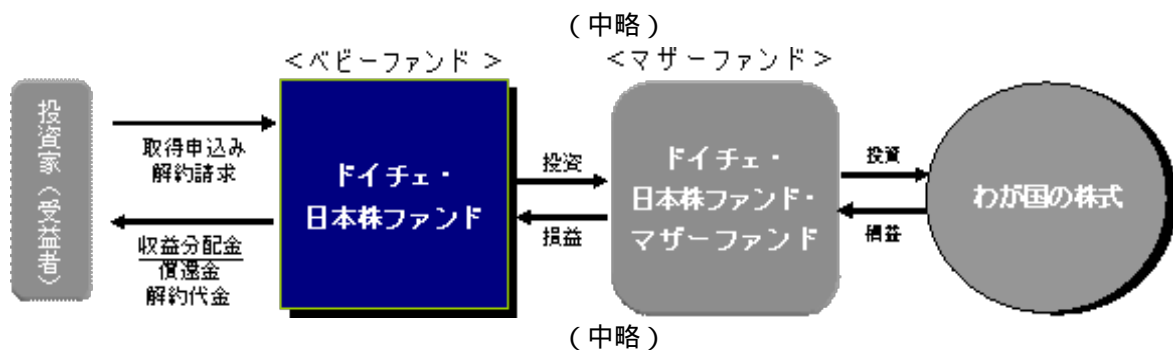 （中略）
＜ベビーファンド ＞
＜マザーファンド＞
投資家（受益者）
取得申込み
解約請求
収益分配金
償還金
解約代金
ドイチェ・
日本株ファンド
投資
損益
ドイチェ・
日本株ファンド・
マザーファンド
投資
損益
わが国の株式
（中略）